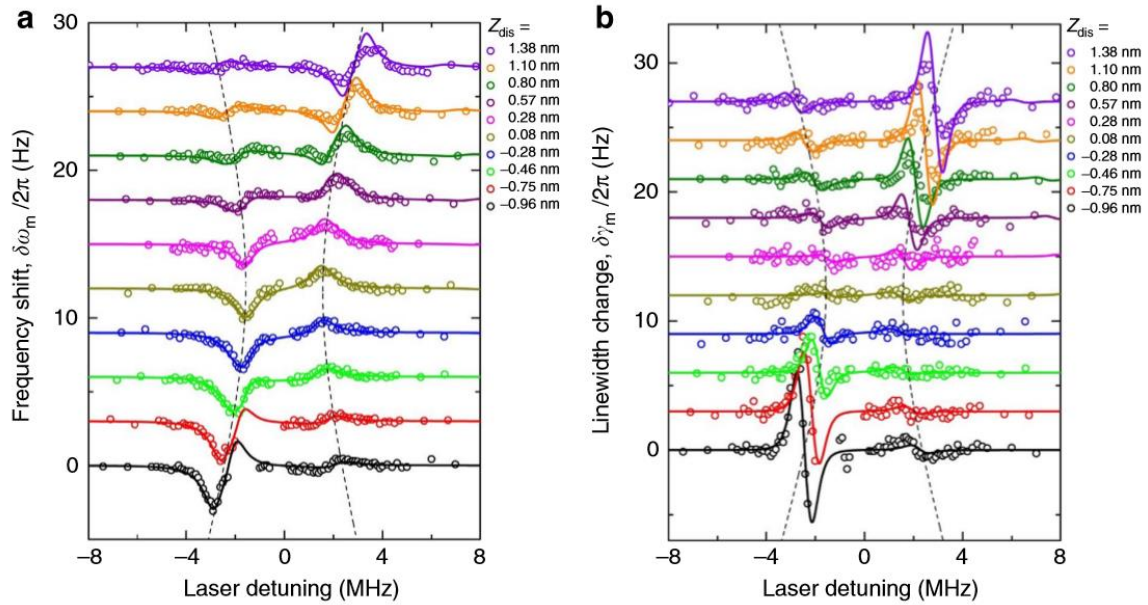 a
Frequency shift, δωm/2π (Hz)
30
20
10
0
−8
−4
0
4
8
Laser detuning (MHz)
Zdis =
1.38 nm
1.10 nm
0.80 nm
0.57 nm
0.28 nm
0.08 nm
−0.28 nm
−0.46 nm
−0.75 nm
−0.96 nm
b
Linewidth change, δγm/2π (Hz)
30
20
10
0
−8
−4
0
4
8
Laser detuning (MHz)
Zdis =
1.38 nm
1.10 nm
0.80 nm
0.57 nm
0.28 nm
0.08 nm
−0.28 nm
−0.46 nm
−0.75 nm
−0.96 nm